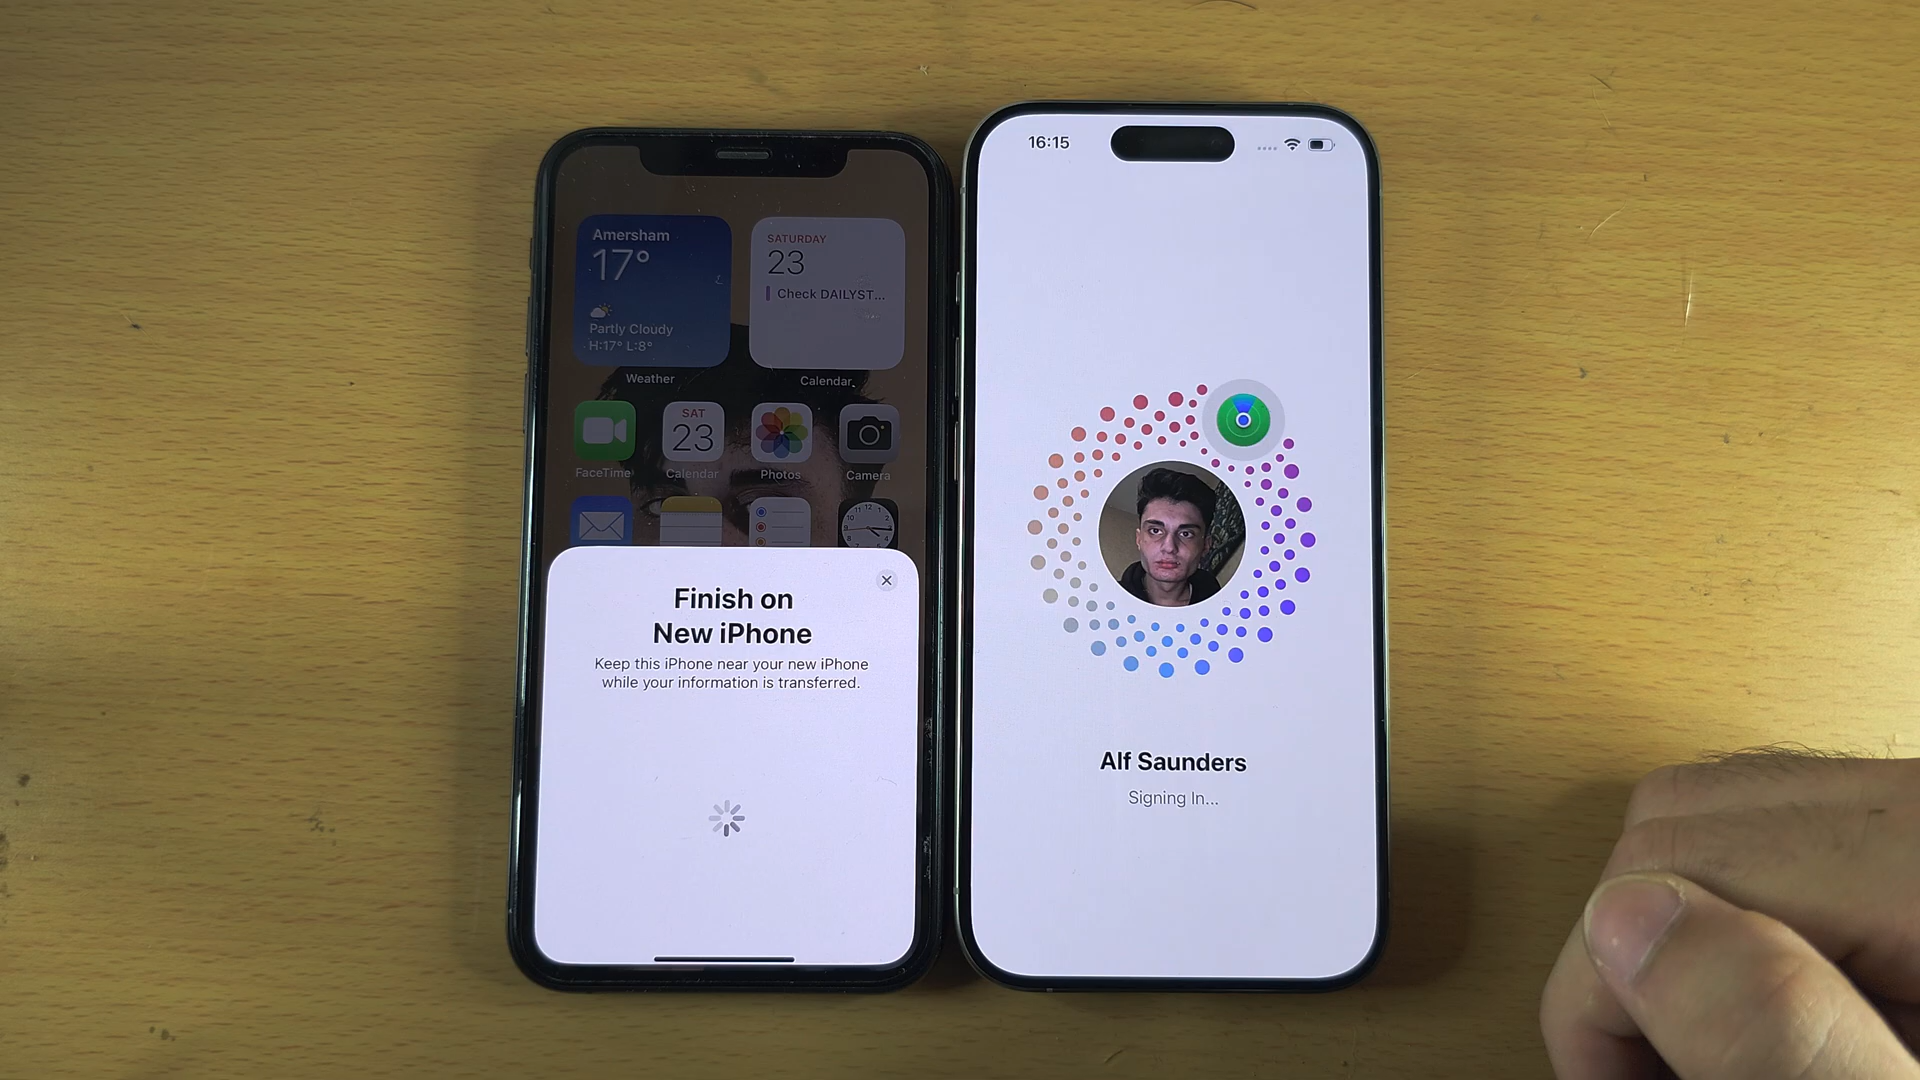 Amersham
17°
Partly Cloudy
H:17° L:8°
Weather
SATURDAY
23
Check DAILYST...
Calendar
FaceTime
SAT
23
Calendar
Photos
Camera
Finish on
New iPhone
Keep this iPhone near your new iPhone
while your information is transferred.
16:15
Alf Saunders
Signing In...